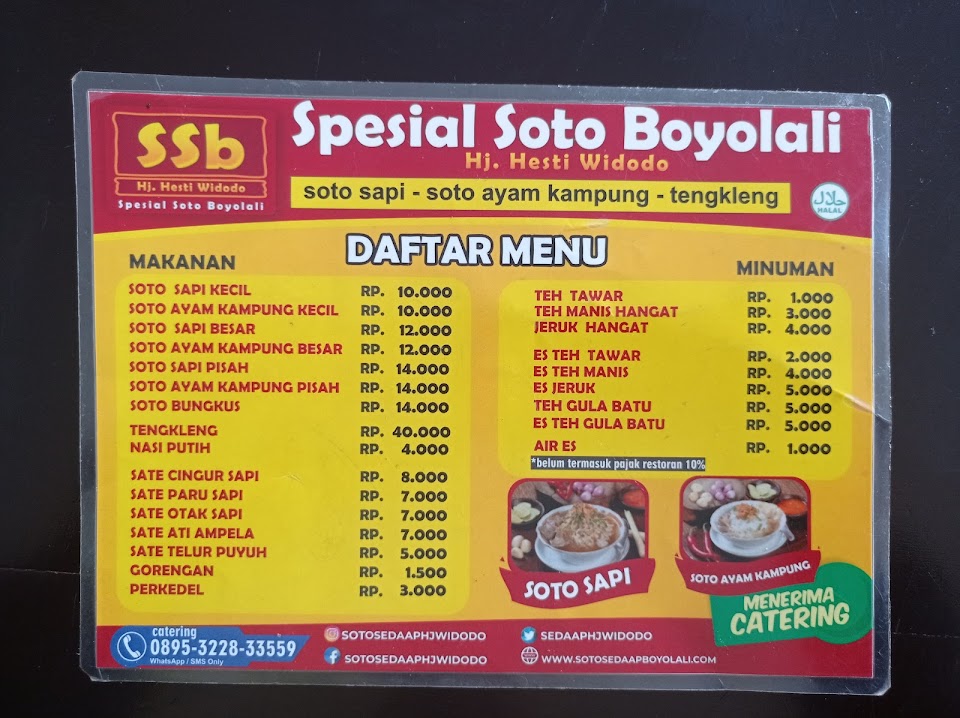 SSb
Hj. Hesti Widodo
Spesial Soto Boyolali
Spesial Soto Boyolali
Hj. Hesti Widodo
soto sapi - soto ayam kampung - tengkleng
حلال
HALAL
DAFTAR MENU
MAKANAN
SOTO SAPI KECIL RP. 10.000
SOTO AYAM KAMPUNG KECIL RP. 10.000
SOTO SAPI BESAR RP. 12.000
SOTO AYAM KAMPUNG BESAR RP. 12.000
SOTO SAPI PISAH RP. 14.000
SOTO AYAM KAMPUNG PISAH RP. 14.000
SOTO BUNGKUS RP. 14.000
TENGKLENG RP. 40.000
NASI PUTIH RP. 4.000
SATE CINGUR SAPI RP. 8.000
SATE PARU SAPI RP. 7.000
SATE OTAK SAPI RP. 7.000
SATE ATI AMPELA RP. 7.000
SATE TELUR PUYUH RP. 5.000
GORENGAN RP. 1.500
PERKEDEL RP. 3.000
MINUMAN
TEH TAWAR RP. 1.000
TEH MANIS HANGAT RP. 3.000
JERUK HANGAT RP. 4.000
ES TEH TAWAR RP. 2.000
ES TEH MANIS RP. 4.000
ES JERUK RP. 5.000
TEH GULA BATU RP. 5.000
ES TEH GULA BATU RP. 5.000
AIR ES RP. 1.000
*belum termasuk pajak restoran 10%
SOTO SAPI
SOTO AYAM KAMPUNG
MENERIMA
CATERING
catering
0895-3228-33559
WhatsApp / SMS Only
SOTOSEDAAPHJWIDODO
SOTOSEDAAPHJWIDODO
SEDAAPHJWIDODO
WWW.SOTOSEDAAPBOYOLALI.COM